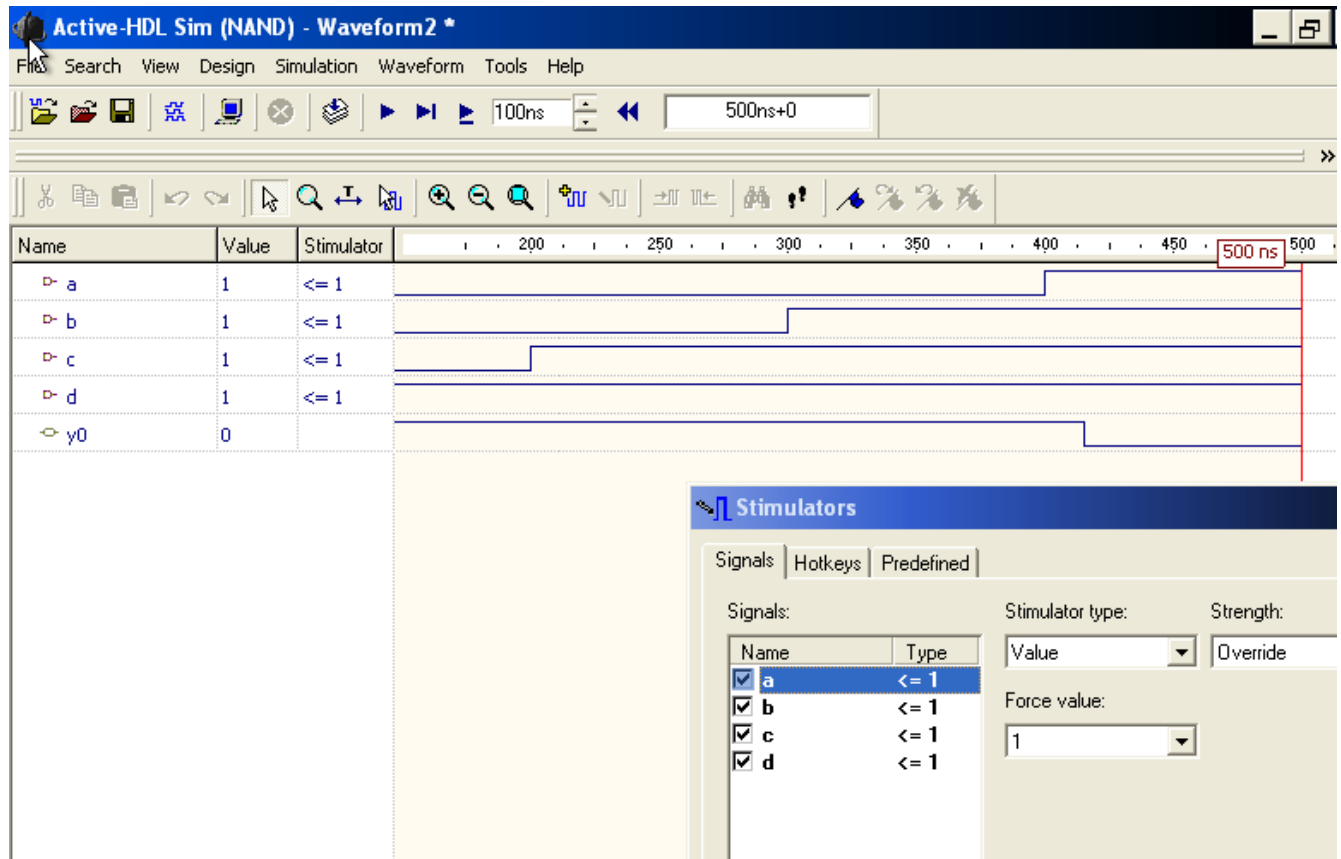 Active-HDL Sim (NAND) - Waveform2 *
File Search View Design Simulation Waveform Tools Help
100ns 500ns+0
»
Name Value Stimulator 200 250 300 350 400 450 500 ns 500
a 1 <= 1
b 1 <= 1
c 1 <= 1
d 1 <= 1
y0 0
Stimulators
Signals Hotkeys Predefined
Signals: Stimulator type: Strength:
Name Type Value Override
a <= 1
b <= 1 Force value:
c <= 1 1
d <= 1